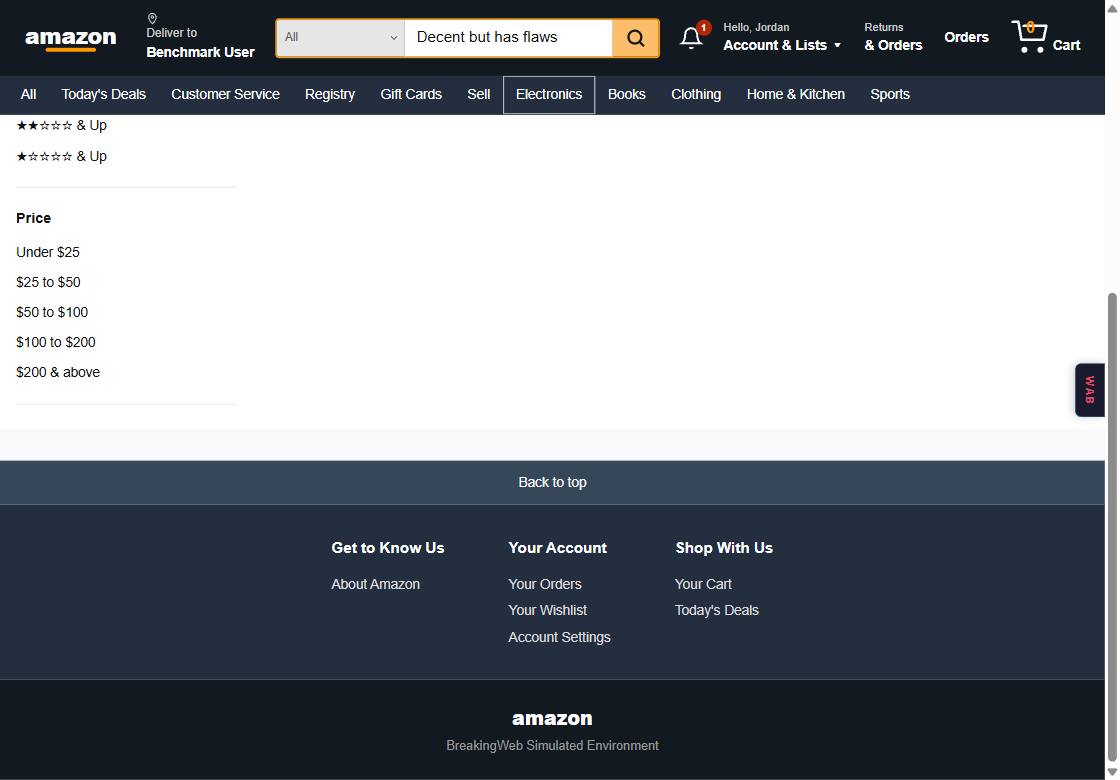 amazon
Deliver to
Benchmark User
All
Decent but has flaws
1
Hello, Jordan
Account & Lists
Returns
& Orders
Orders
0
Cart
All
Today's Deals
Customer Service
Registry
Gift Cards
Sell
Electronics
Books
Clothing
Home & Kitchen
Sports
★★☆☆☆ & Up
★☆☆☆☆ & Up
Price
Under $25
$25 to $50
$50 to $100
$100 to $200
$200 & above
WAB
Back to top
Get to Know Us
About Amazon
Your Account
Your Orders
Your Wishlist
Account Settings
Shop With Us
Your Cart
Today's Deals
amazon
BreakingWeb Simulated Environment